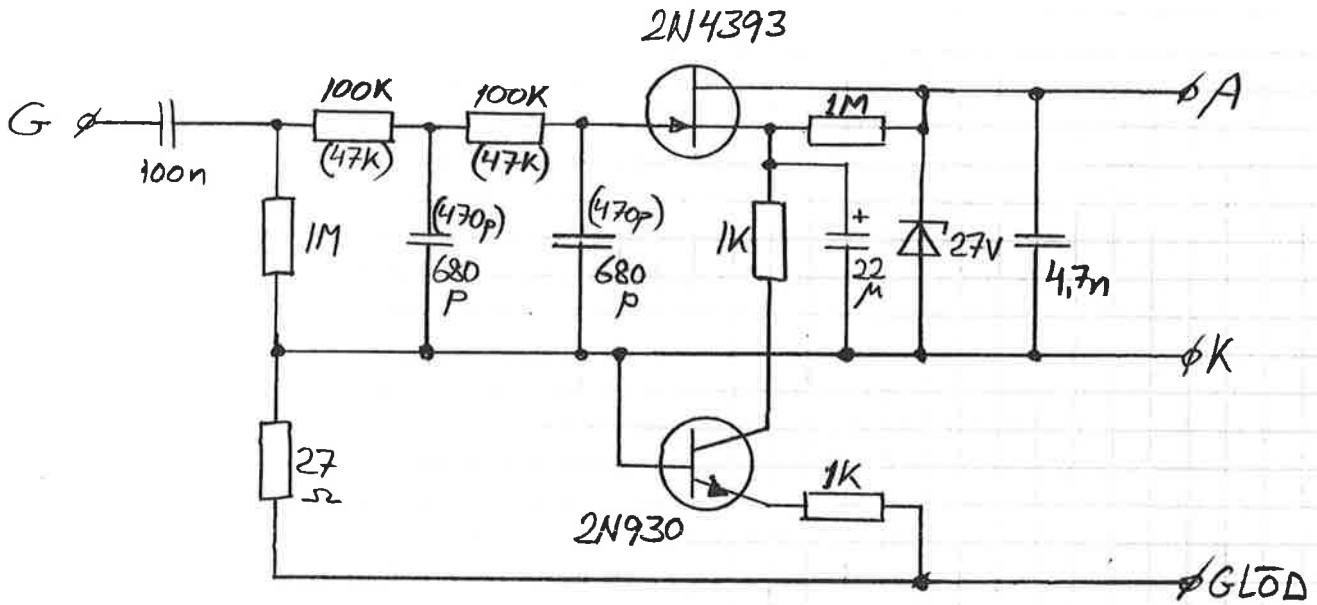 2N4393
G
100n
100K
(47K)
100K
(47K)
1M
A
1M
(470p)
680
P
(470p)
680
P
1K
+
22
µ
27V
4,7n
K
27
Ω
2N930
1K
GLŌD